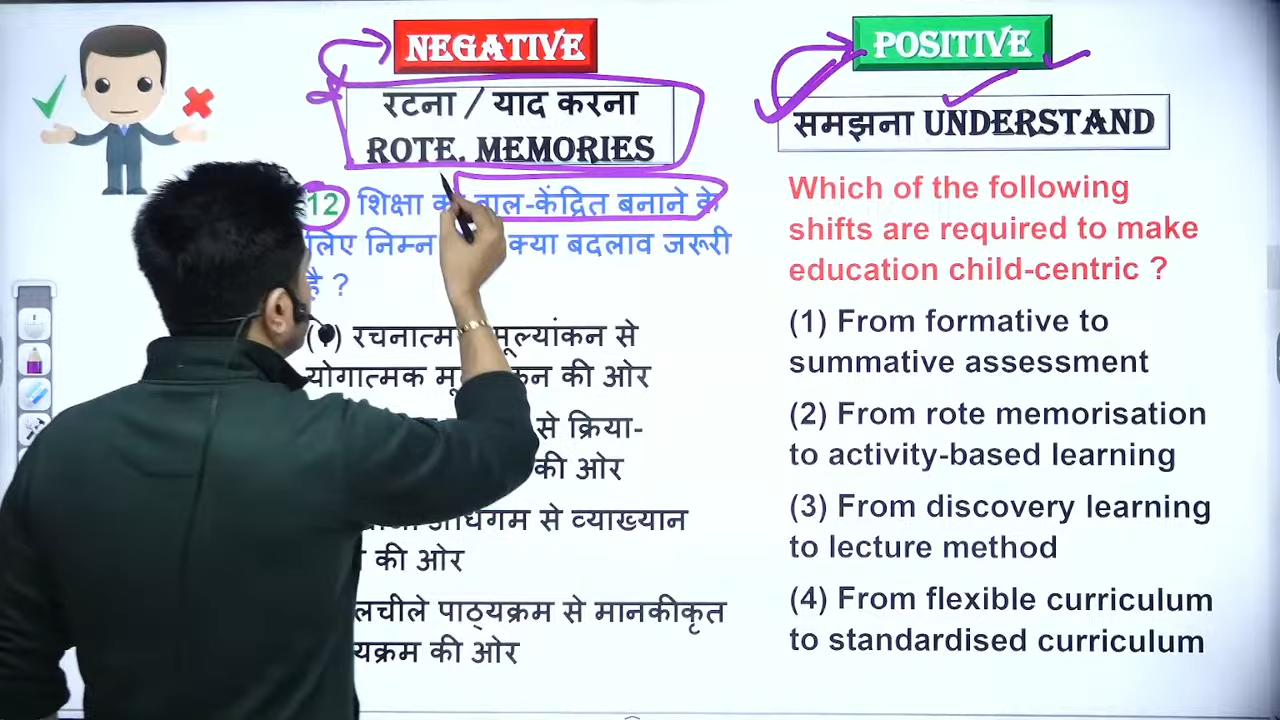 NEGATIVE
रटना / याद करना
ROTE, MEMORIES
12 शिक्षा को बाल-केंद्रित बनाने के
लिए निम्न क्या बदलाव जरूरी
है ?
(1) रचनात्मक मूल्यांकन से
योगात्मक मूल्यांकन की ओर
से क्रिया-
की ओर
अधिगम से व्याख्यान
की ओर
लचीले पाठ्यक्रम से मानकीकृत
की ओर
POSITIVE
समझना UNDERSTAND
Which of the following
shifts are required to make
education child-centric ?
(1) From formative to
summative assessment
(2) From rote memorisation
to activity-based learning
(3) From discovery learning
to lecture method
(4) From flexible curriculum
to standardised curriculum